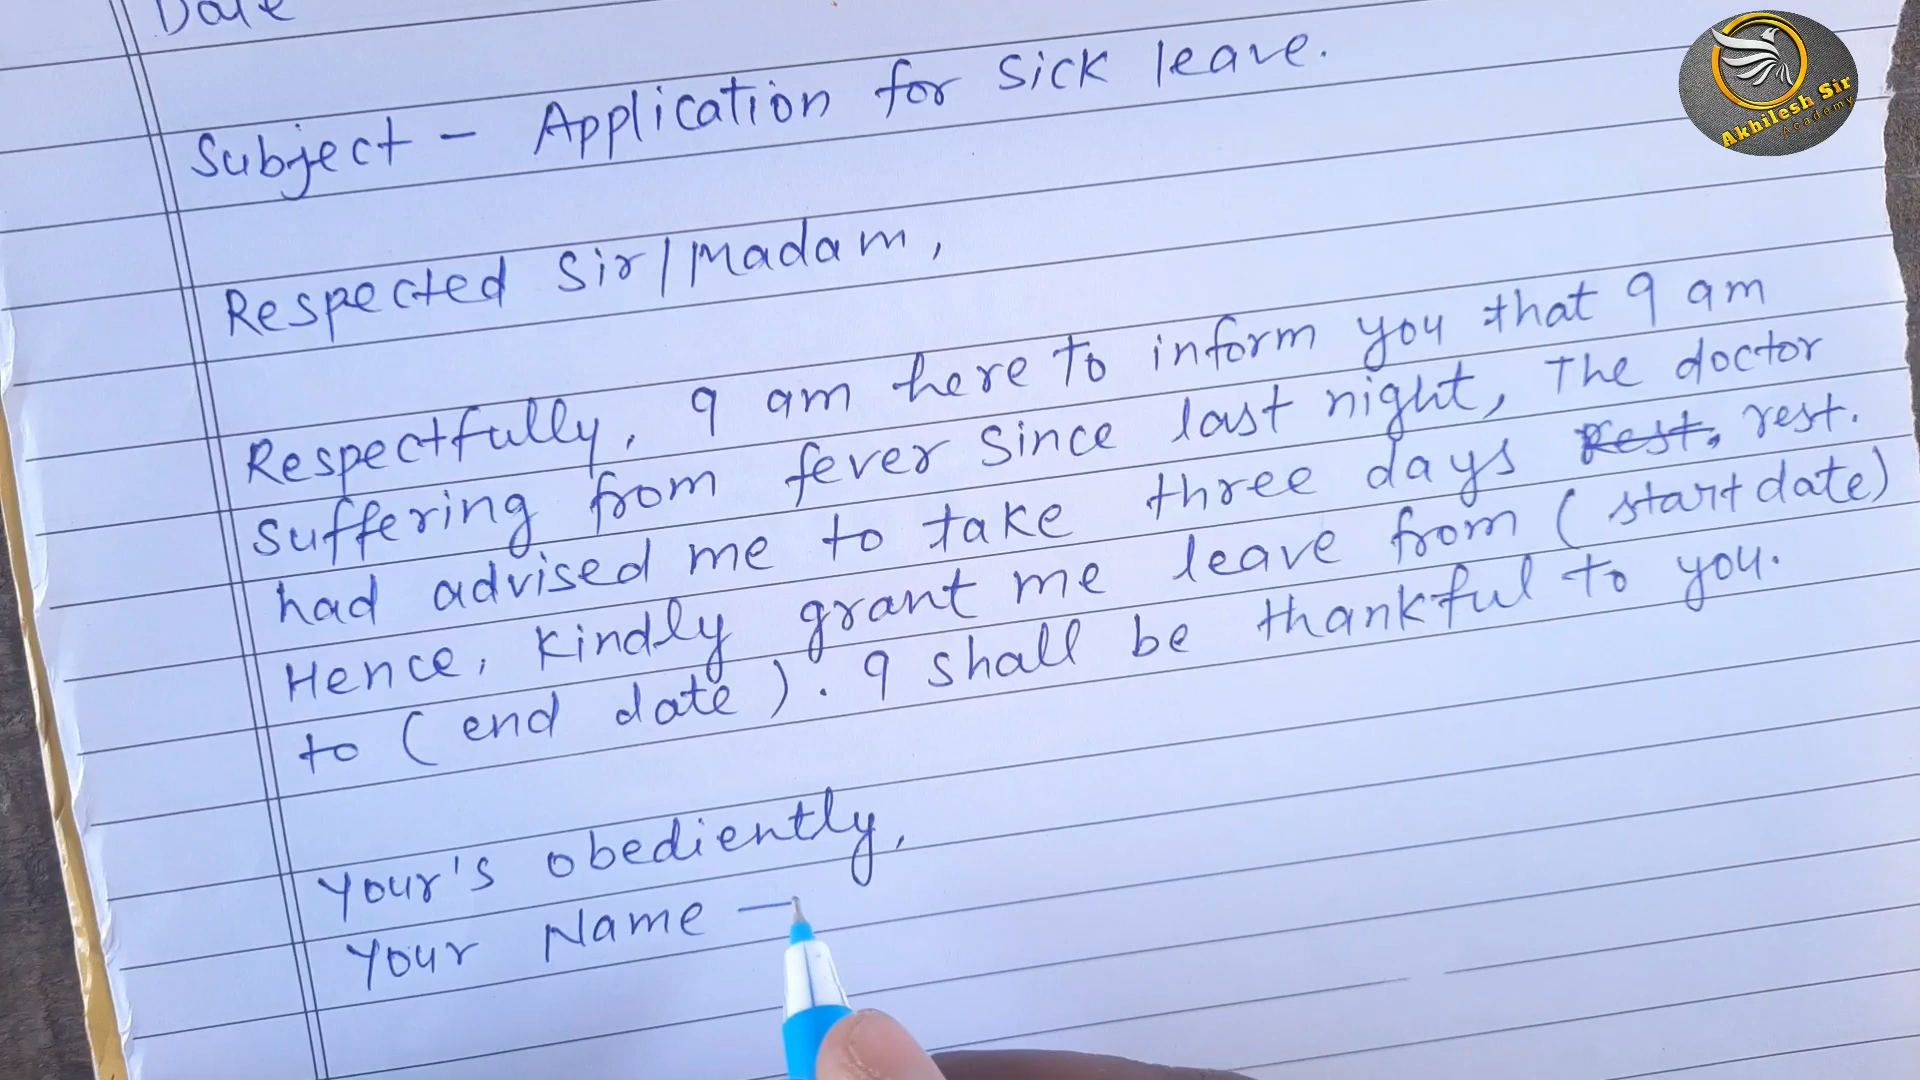 Date
Subject - Application for Sick leave.
Respected Sir/Madam,
Respectfully, I am here to inform you that I am
suffering from fever since last night, The doctor
had advised me to take three days Rest, rest.
Hence, kindly grant me leave from (start date)
to (end date). I shall be thankful to you.
Your's obediently,
Your Name -
Akhilesh Sir
Academy